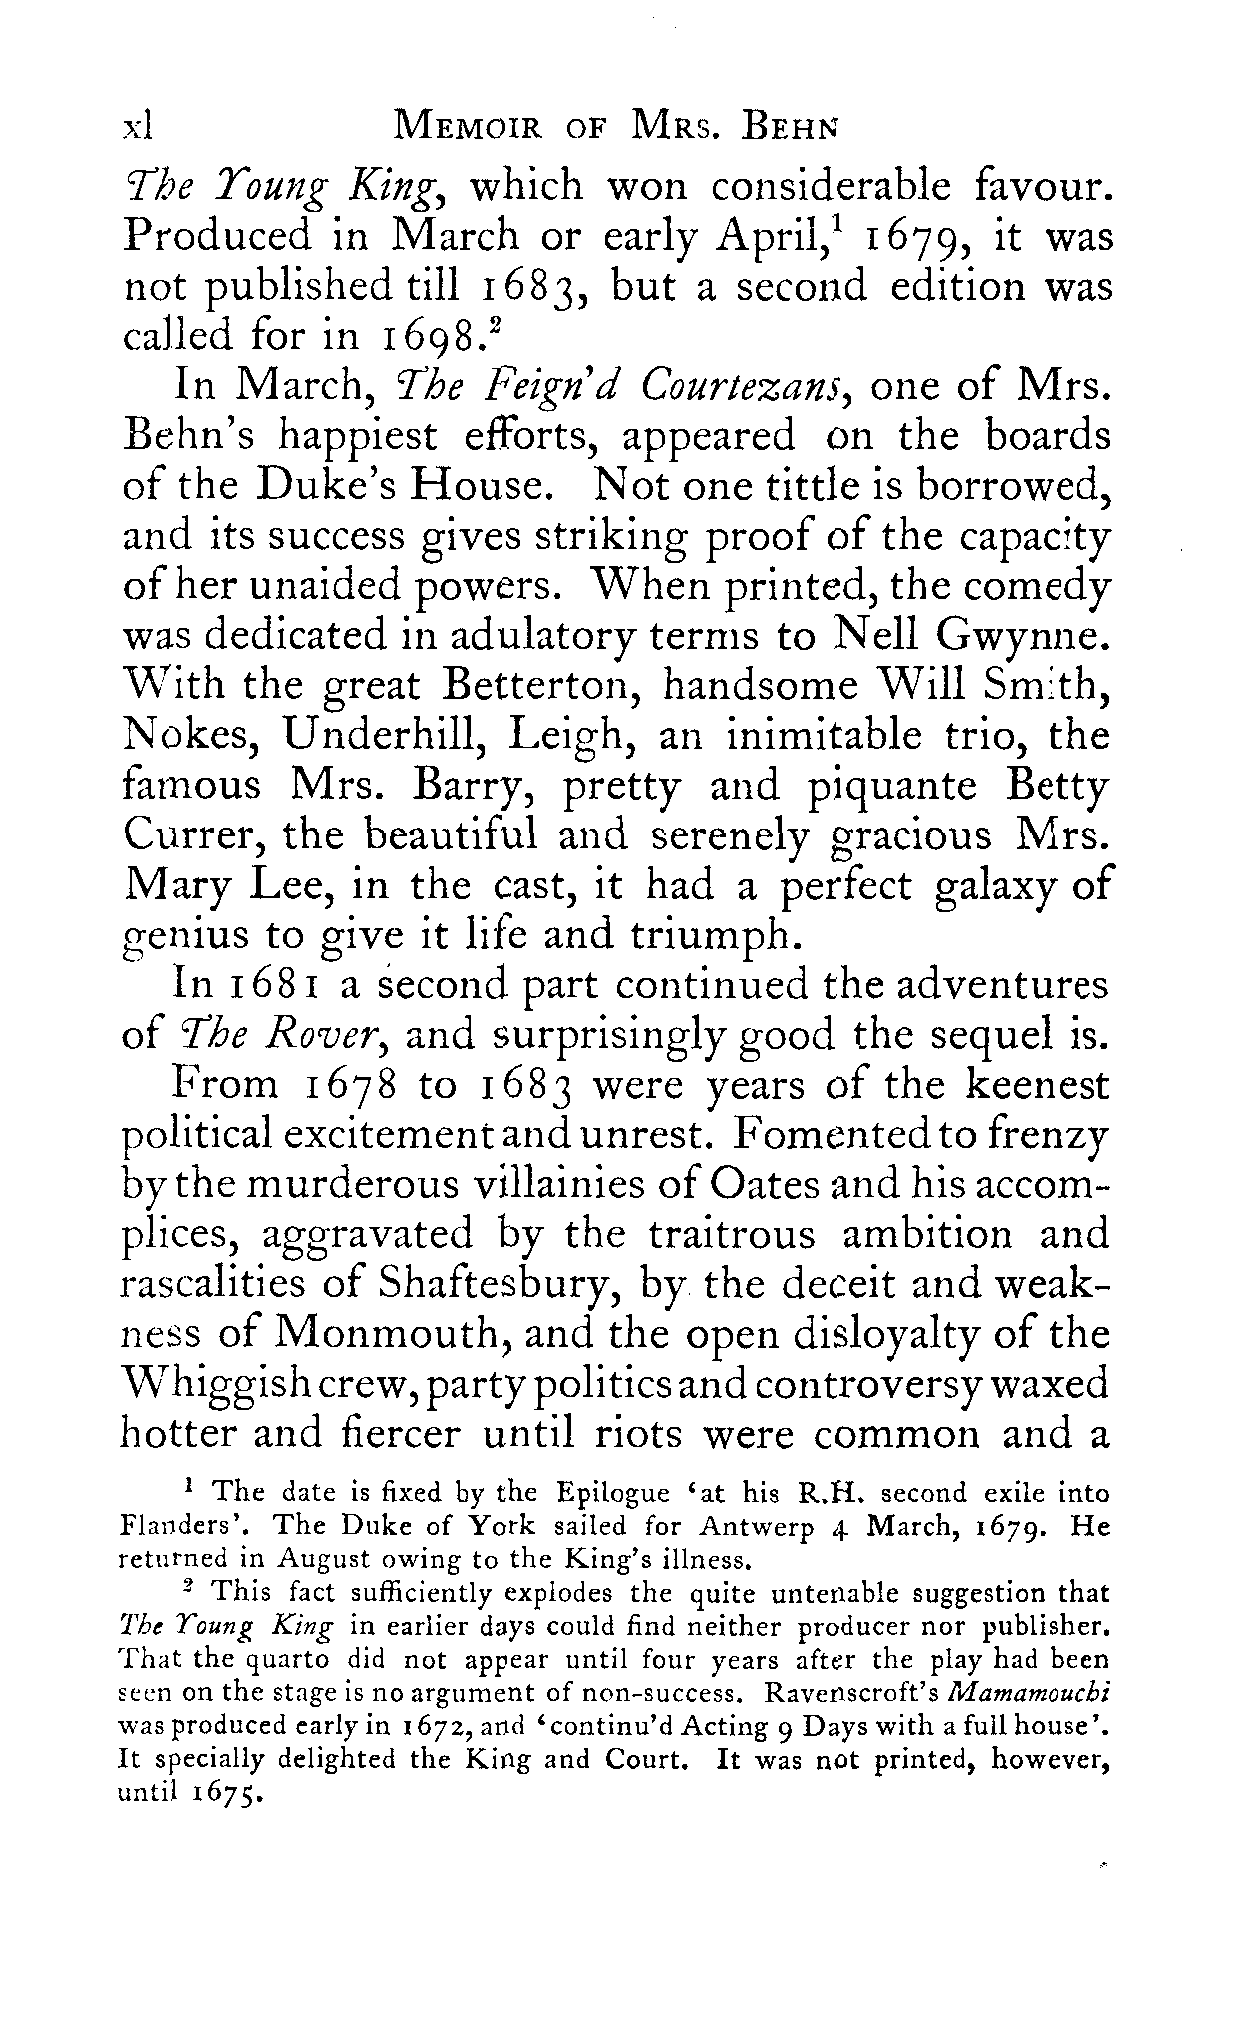 xl MEMOIR OF MRS. BEHN
The Young King, which won considerable favour.
Produced in March or early April,¹ 1679, it was
not published till 1683, but a second edition was
called for in 1698.²
In March, The Feign'd Courtezans, one of Mrs.
Behn's happiest efforts, appeared on the boards
of the Duke's House. Not one tittle is borrowed,
and its success gives striking proof of the capacity
of her unaided powers. When printed, the comedy
was dedicated in adulatory terms to Nell Gwynne.
With the great Betterton, handsome Will Smith,
Nokes, Underhill, Leigh, an inimitable trio, the
famous Mrs. Barry, pretty and piquante Betty
Currer, the beautiful and serenely gracious Mrs.
Mary Lee, in the cast, it had a perfect galaxy of
genius to give it life and triumph.
In 1681 a second part continued the adventures
of The Rover, and surprisingly good the sequel is.
From 1678 to 1683 were years of the keenest
political excitement and unrest. Fomented to frenzy
by the murderous villainies of Oates and his accom-
plices, aggravated by the traitrous ambition and
rascalities of Shaftesbury, by the deceit and weak-
ness of Monmouth, and the open disloyalty of the
Whiggish crew, party politics and controversy waxed
hotter and fiercer until riots were common and a
¹ The date is fixed by the Epilogue 'at his R.H. second exile into
Flanders'. The Duke of York sailed for Antwerp 4 March, 1679. He
returned in August owing to the King's illness.
² This fact sufficiently explodes the quite untenable suggestion that
The Young King in earlier days could find neither producer nor publisher.
That the quarto did not appear until four years after the play had been
seen on the stage is no argument of non-success. Ravenscroft's Mamamouchi
was produced early in 1672, and 'continu'd Acting 9 Days with a full house'.
It specially delighted the King and Court. It was not printed, however,
until 1675.